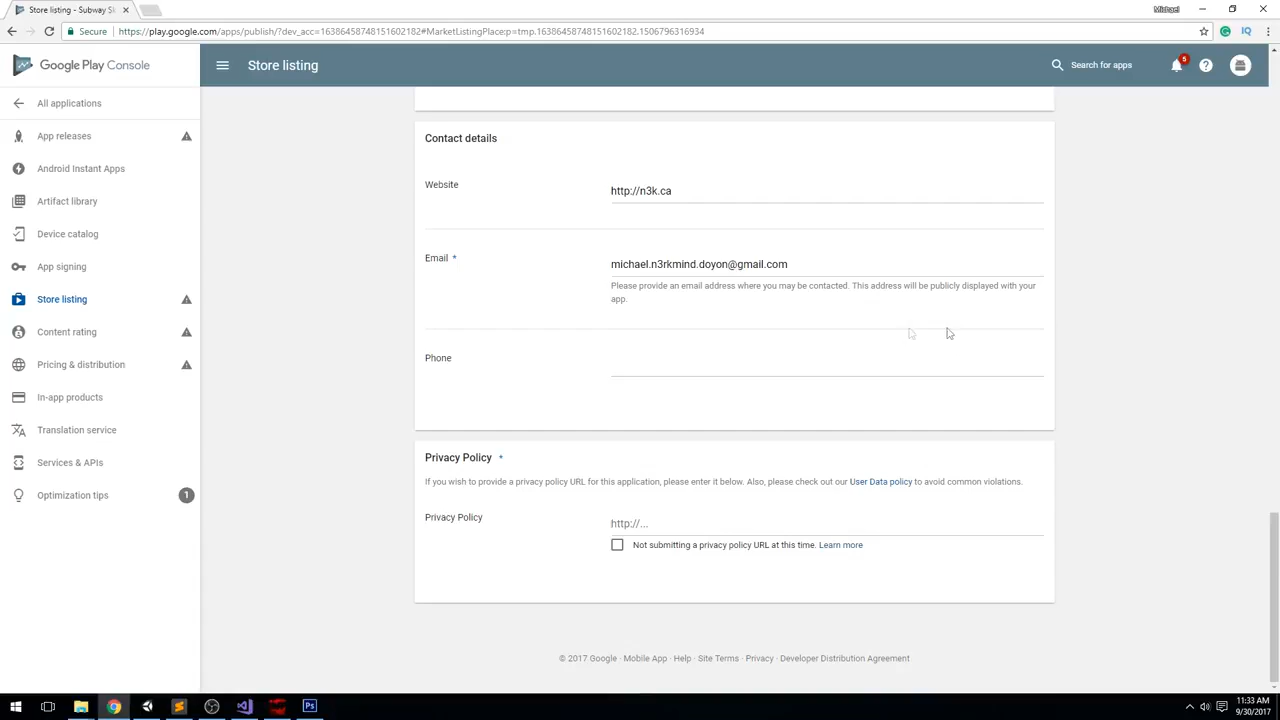 Store listing - Subway S
Michael
Secure
https://play.google.com/apps/publish/?dev_acc=16386458748151602182#MarketListingPlace:p=tmp.16386458748151602182.1506796316934
Google Play Console
Store listing
Search for apps
5
All applications
App releases
Android Instant Apps
Artifact library
Device catalog
App signing
Store listing
Content rating
Pricing & distribution
In-app products
Translation service
Services & APIs
Optimization tips
1
Contact details
Website
http://n3k.ca
Email *
michael.n3rkmind.doyon@gmail.com
Please provide an email address where you may be contacted. This address will be publicly displayed with your
app.
Phone
Privacy Policy *
If you wish to provide a privacy policy URL for this application, please enter it below. Also, please check out our User Data policy to avoid common violations.
Privacy Policy
http://...
Not submitting a privacy policy URL at this time. Learn more
© 2017 Google · Mobile App · Help · Site Terms · Privacy · Developer Distribution Agreement
11:33 AM
9/30/2017